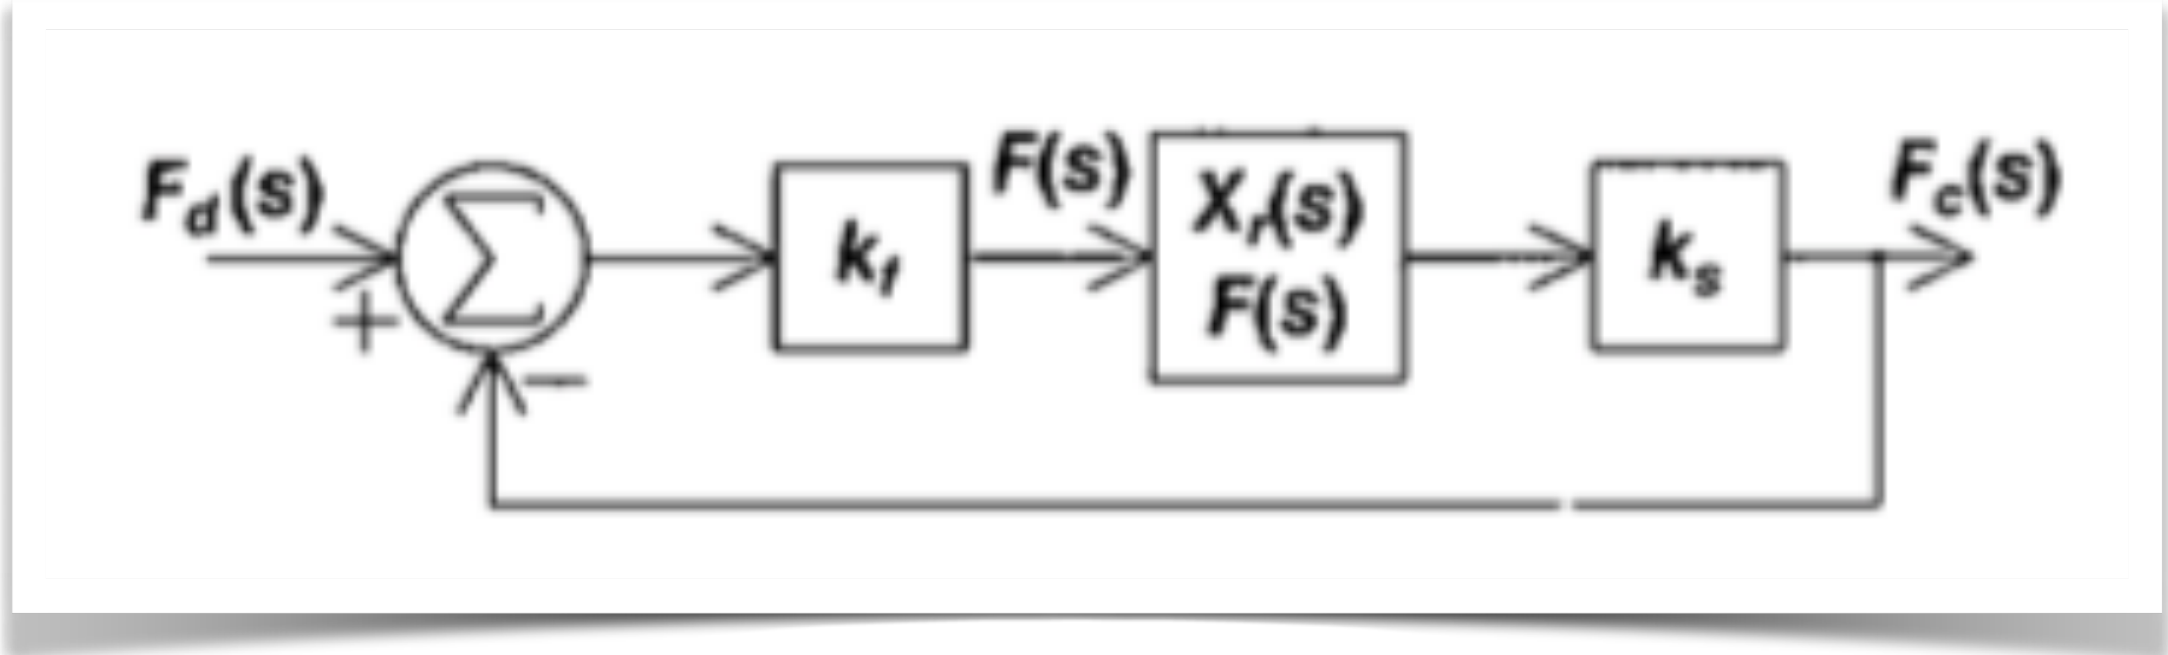 F_d(s)
+
Σ
−
k_f
F(s)
X_r(s)
F(s)
k_s
F_c(s)